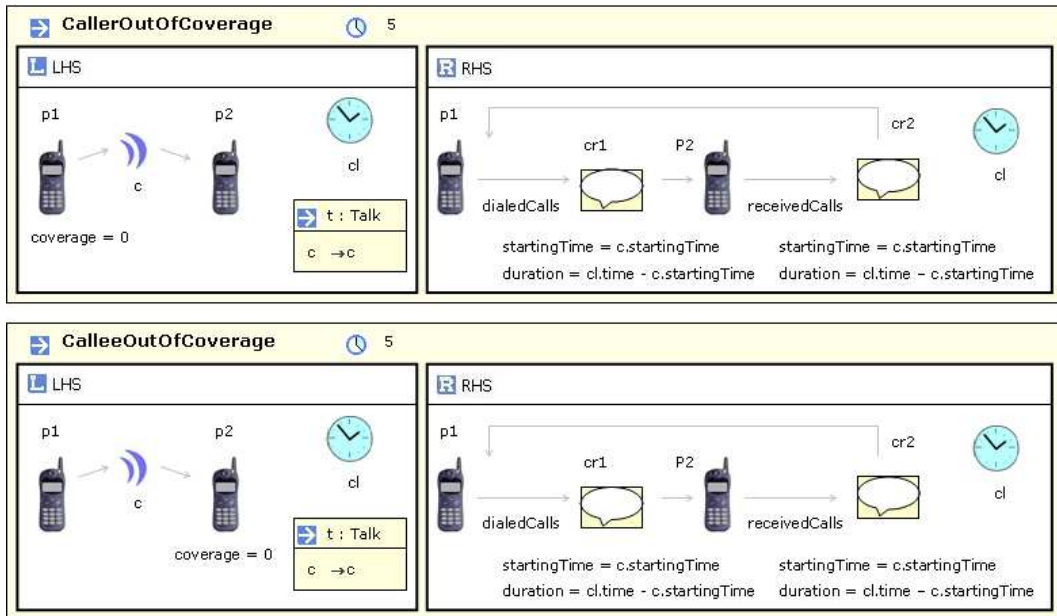 CallerOutOfCoverage 5
L LHS
R RHS
p1 p2
cl
c
coverage = 0
t : Talk
c →c
p1 cr1 P2 cr2
cl
dialedCalls receivedCalls
startingTime = c.startingTime startingTime = c.startingTime
duration = cl.time - c.startingTime duration = cl.time – c.startingTime
CalleeOutOfCoverage 5
L LHS
R RHS
p1 p2
cl
c
coverage = 0
t : Talk
c →c
p1 cr1 P2 cr2
cl
dialedCalls receivedCalls
startingTime = c.startingTime startingTime = c.startingTime
duration = cl.time - c.startingTime duration = cl.time – c.startingTime